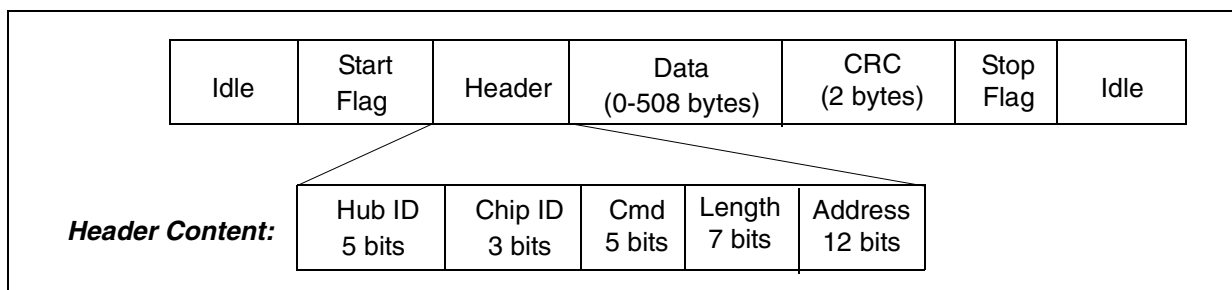 Idle
Start
Flag
Header
Data
(0-508 bytes)
CRC
(2 bytes)
Stop
Flag
Idle
Header Content:
Hub ID
5 bits
Chip ID
3 bits
Cmd
5 bits
Length
7 bits
Address
12 bits